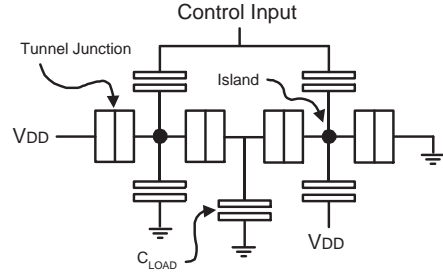 Control Input
Tunnel Junction
Island
VDD
CLOAD
VDD